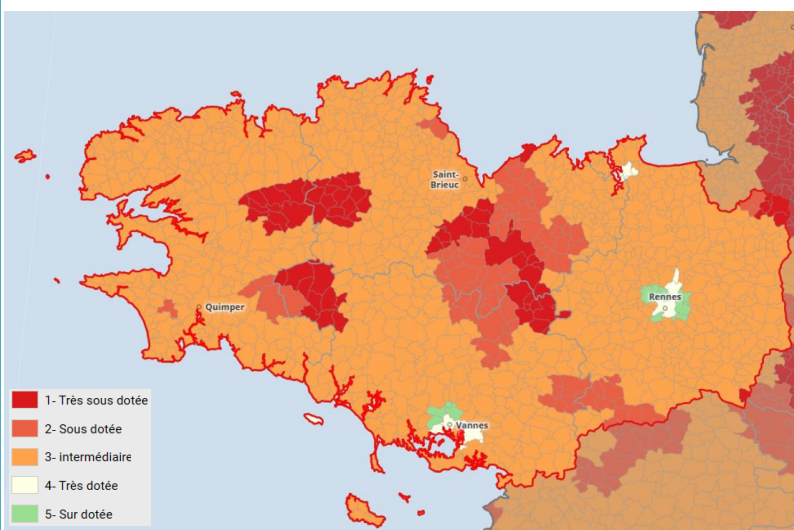 Saint-
Brieuc
Rennes
Quimper
Vannes
1- Très sous dotée
2- Sous dotée
3- intermédiaire
4- Très dotée
5- Sur dotée